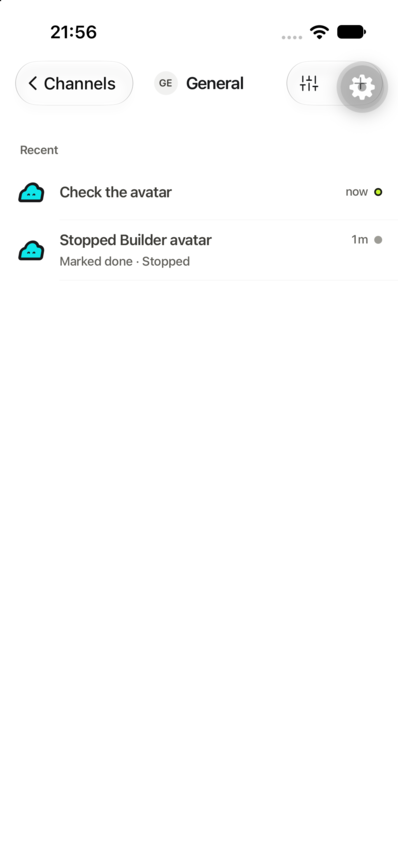 21:56
Channels
GE General
Recent
Check the avatar
now
Stopped Builder avatar
1m
Marked done · Stopped